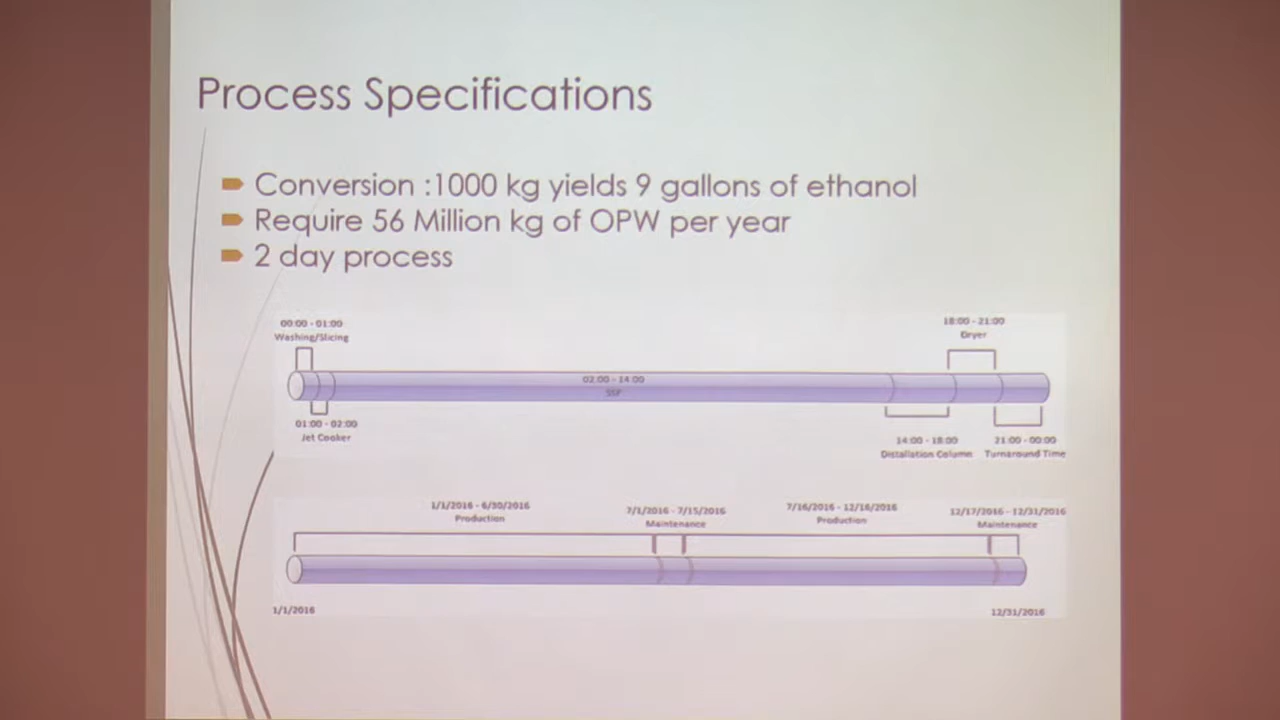 Process Specifications
Conversion :1000 kg yields 9 gallons of ethanol
Require 56 Million kg of OPW per year
2 day process
00:00 - 01:00
Washing/Slicing
18:00 - 21:00
Dryer
02:00 - 14:00
SSF
01:00 - 02:00
Jet Cooker
14:00 - 18:00
Distallation Column
21:00 - 00:00
Turnaround Time
1/1/2016 - 6/30/2016
Production
7/1/2016 - 7/15/2016
Maintenance
7/16/2016 - 12/16/2016
Production
12/17/2016 - 12/31/2016
Maintenance
1/1/2016
12/31/2016